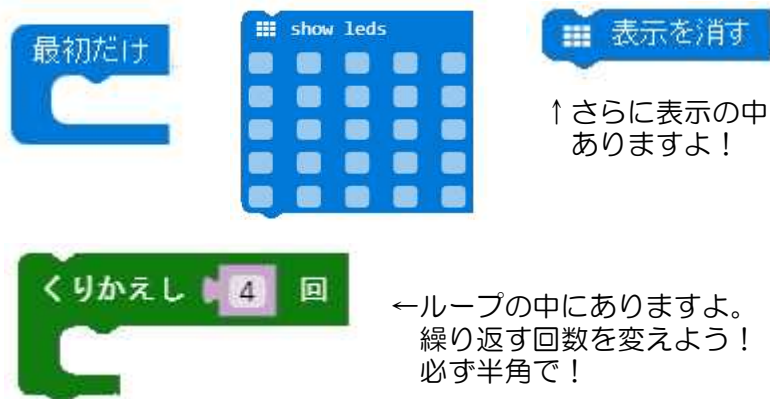 最初だけ
show leds
表示を消す
↑さらに表示の中
ありますよ！
くりかえし 4 回
←ループの中にありますよ。
繰り返す回数を変えよう！
必ず半角で！